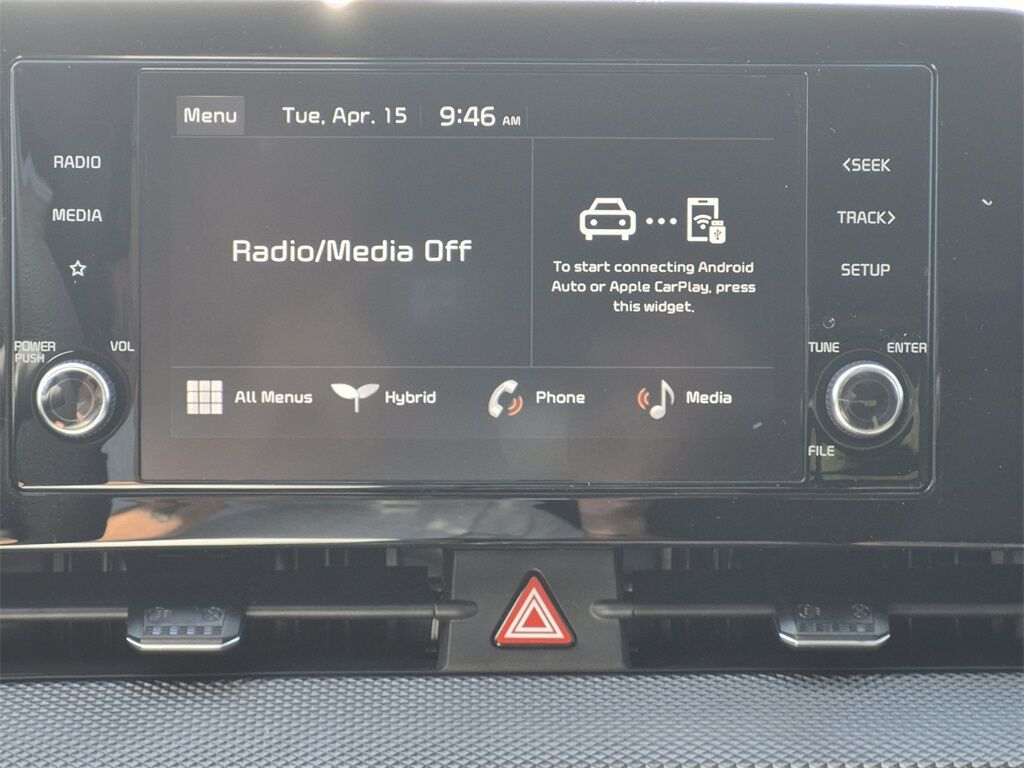 Menu Tue, Apr. 15 9:46 AM
RADIO
MEDIA
POWER
PUSH
VOL
Radio/Media Off
To start connecting Android
Auto or Apple CarPlay, press
this widget.
All Menus Hybrid Phone Media
<SEEK
TRACK>
SETUP
TUNE ENTER
FILE